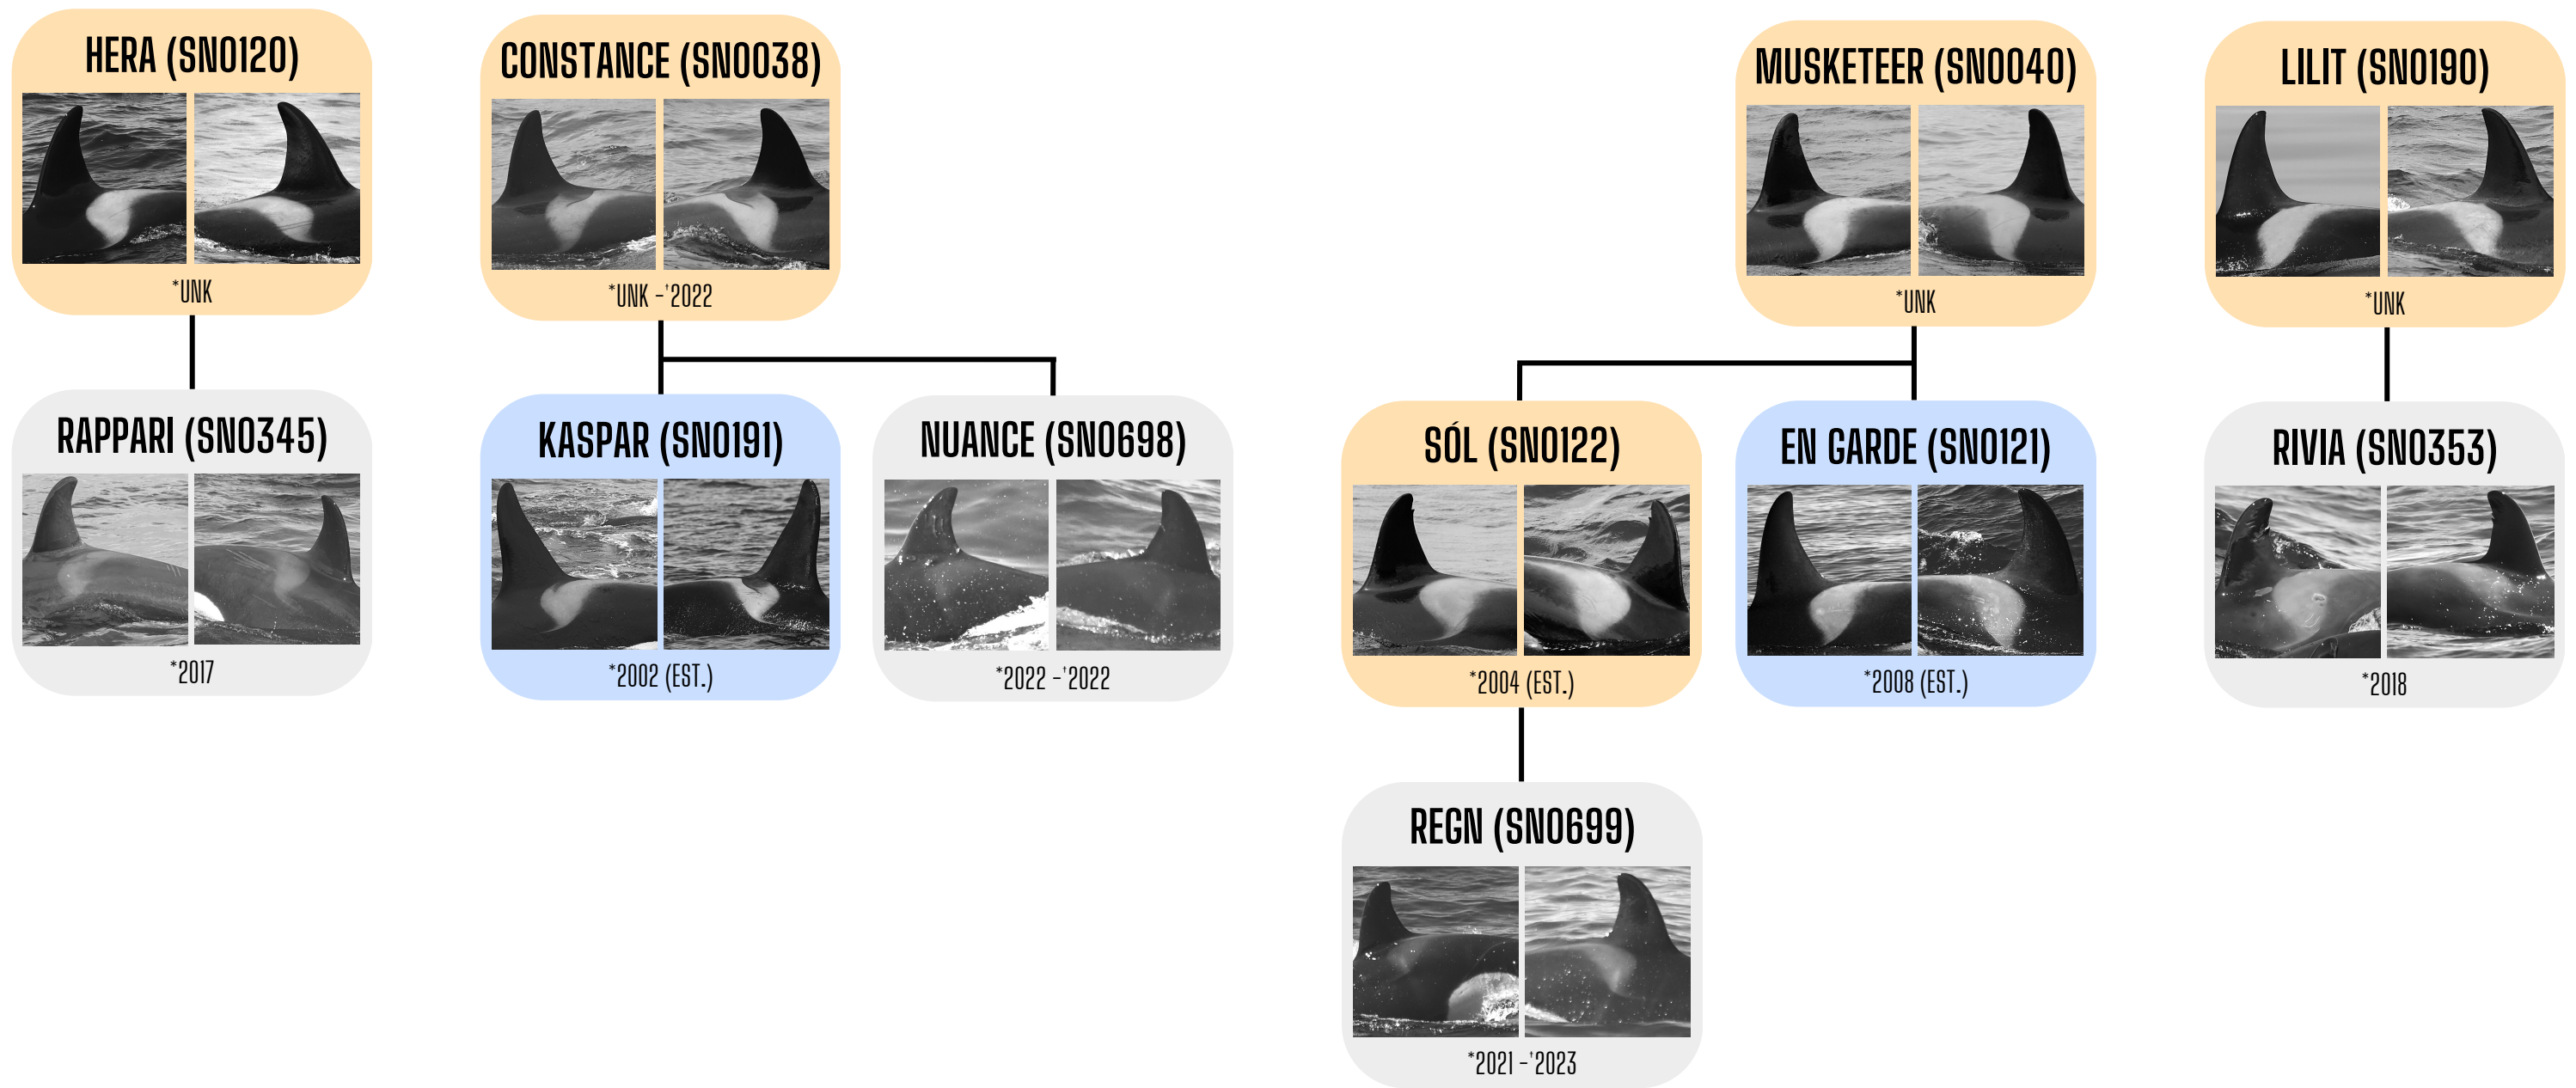 HERA (SN0120)
*UNK
CONSTANCE (SN0038)
*UNK -†2022
MUSKETEER (SN0040)
*UNK
LILIT (SN0190)
*UNK
RAPPARI (SN0345)
*2017
KASPAR (SN0191)
*2002 (EST.)
NUANCE (SN0698)
*2022 -†2022
SÓL (SN0122)
*2004 (EST.)
EN GARDE (SN0121)
*2008 (EST.)
RIVIA (SN0353)
*2018
REGN (SN0699)
*2021 -†2023